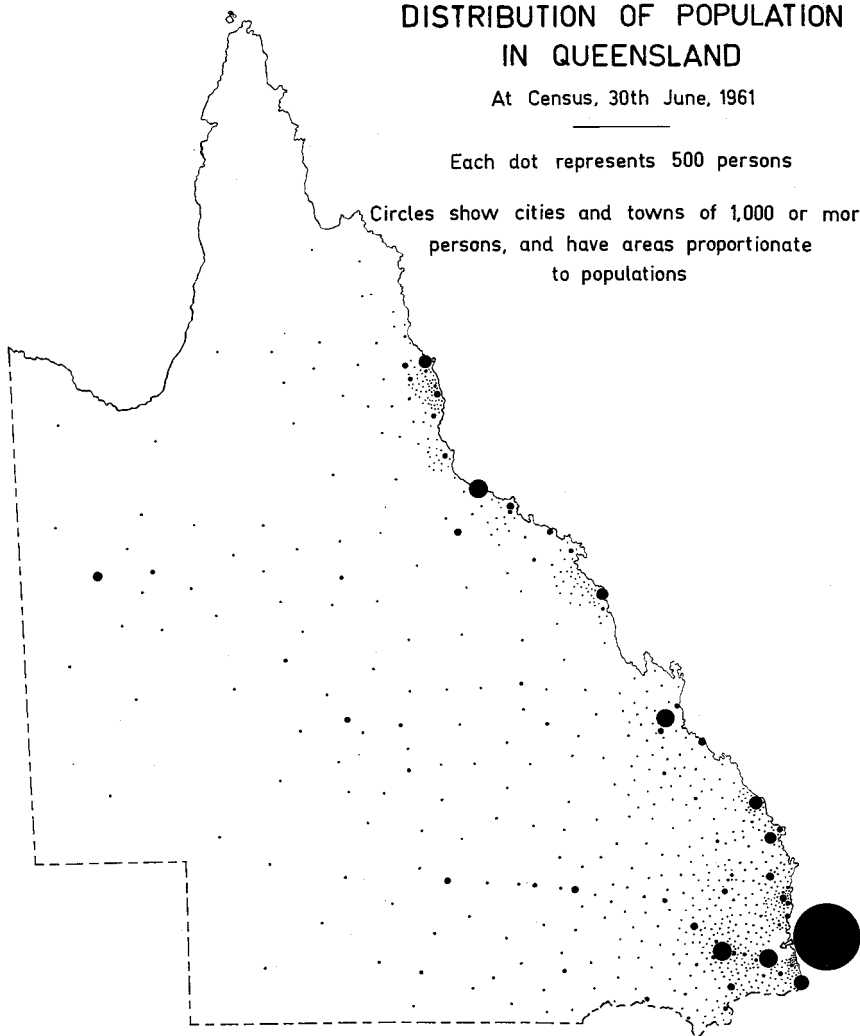 DISTRIBUTION OF POPULATION
IN QUEENSLAND
At Census, 30th June, 1961
Each dot represents 500 persons
Circles show cities and towns of 1,000 or mor
persons, and have areas proportionate
to populations